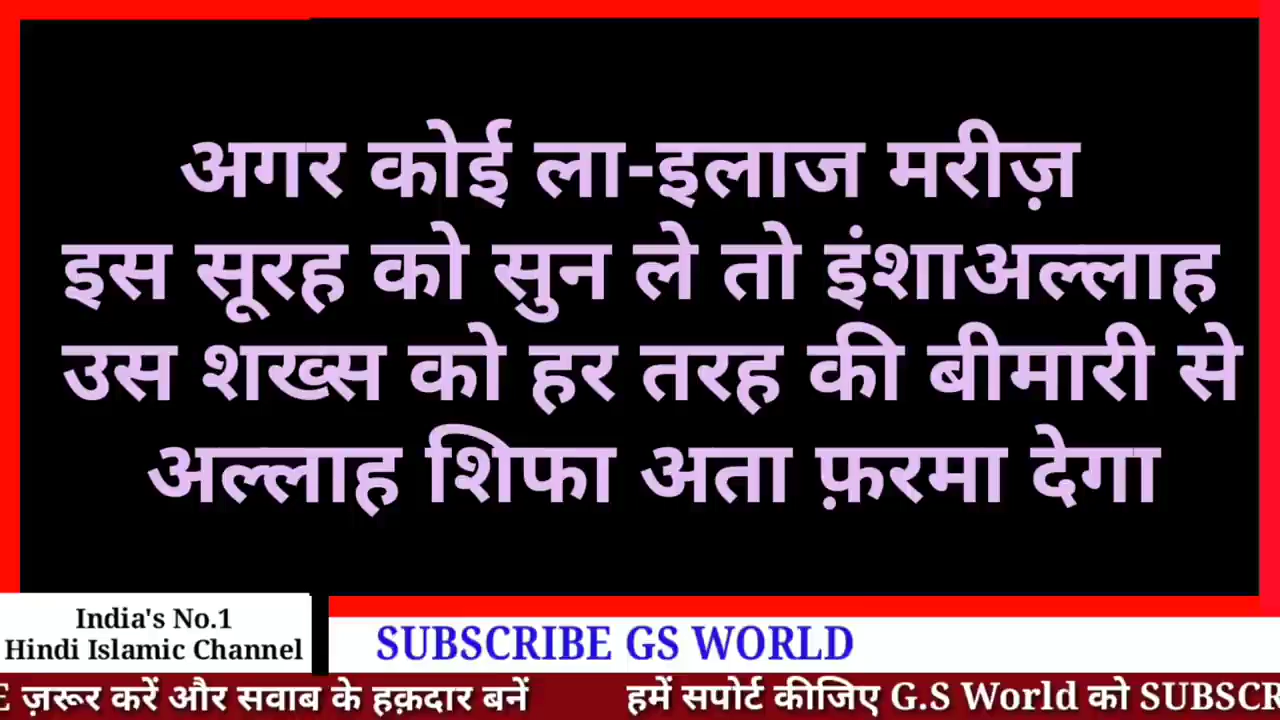 अगर कोई ला-इलाज मरीज़
इस सूरह को सुन ले तो इंशाअल्लाह
उस शख्स को हर तरह की बीमारी से
अल्लाह शिफा अता फ़रमा देगा
India's No.1
Hindi Islamic Channel
SUBSCRIBE GS WORLD
ज़रूर करें और सवाब के हक़दार बनें हमें सपोर्ट कीजिए G.S World को